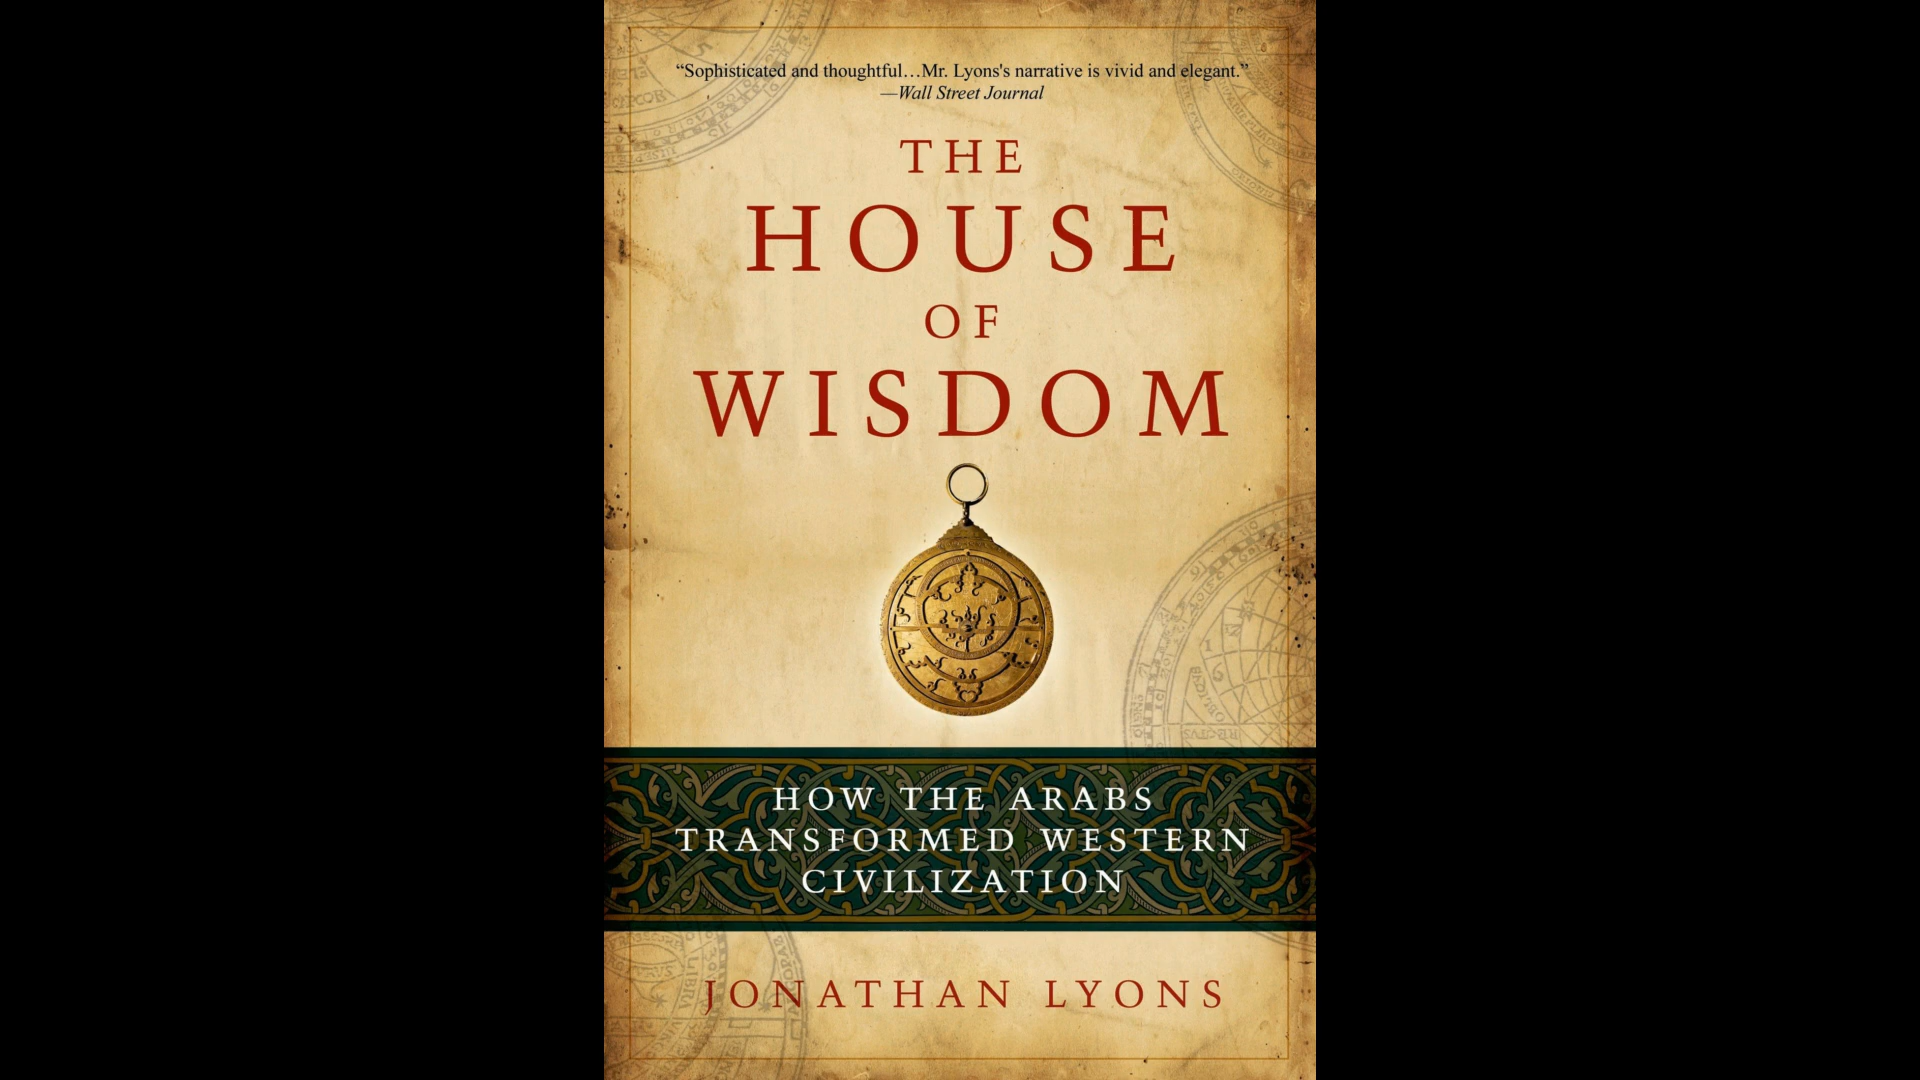 “Sophisticated and thoughtful…Mr. Lyons's narrative is vivid and elegant.”
—Wall Street Journal
THE
HOUSE
OF
WISDOM
HOW THE ARABS
TRANSFORMED WESTERN
CIVILIZATION
JONATHAN LYONS